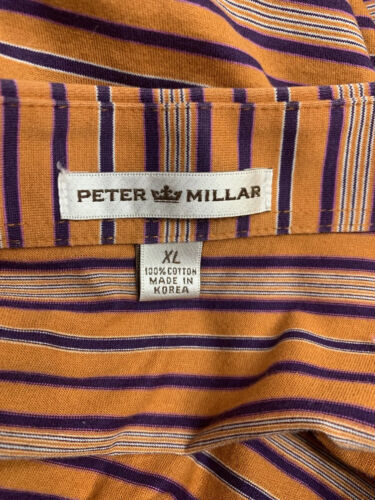 PETER MILLAR
XL
100% COTTON
MADE IN
KOREA